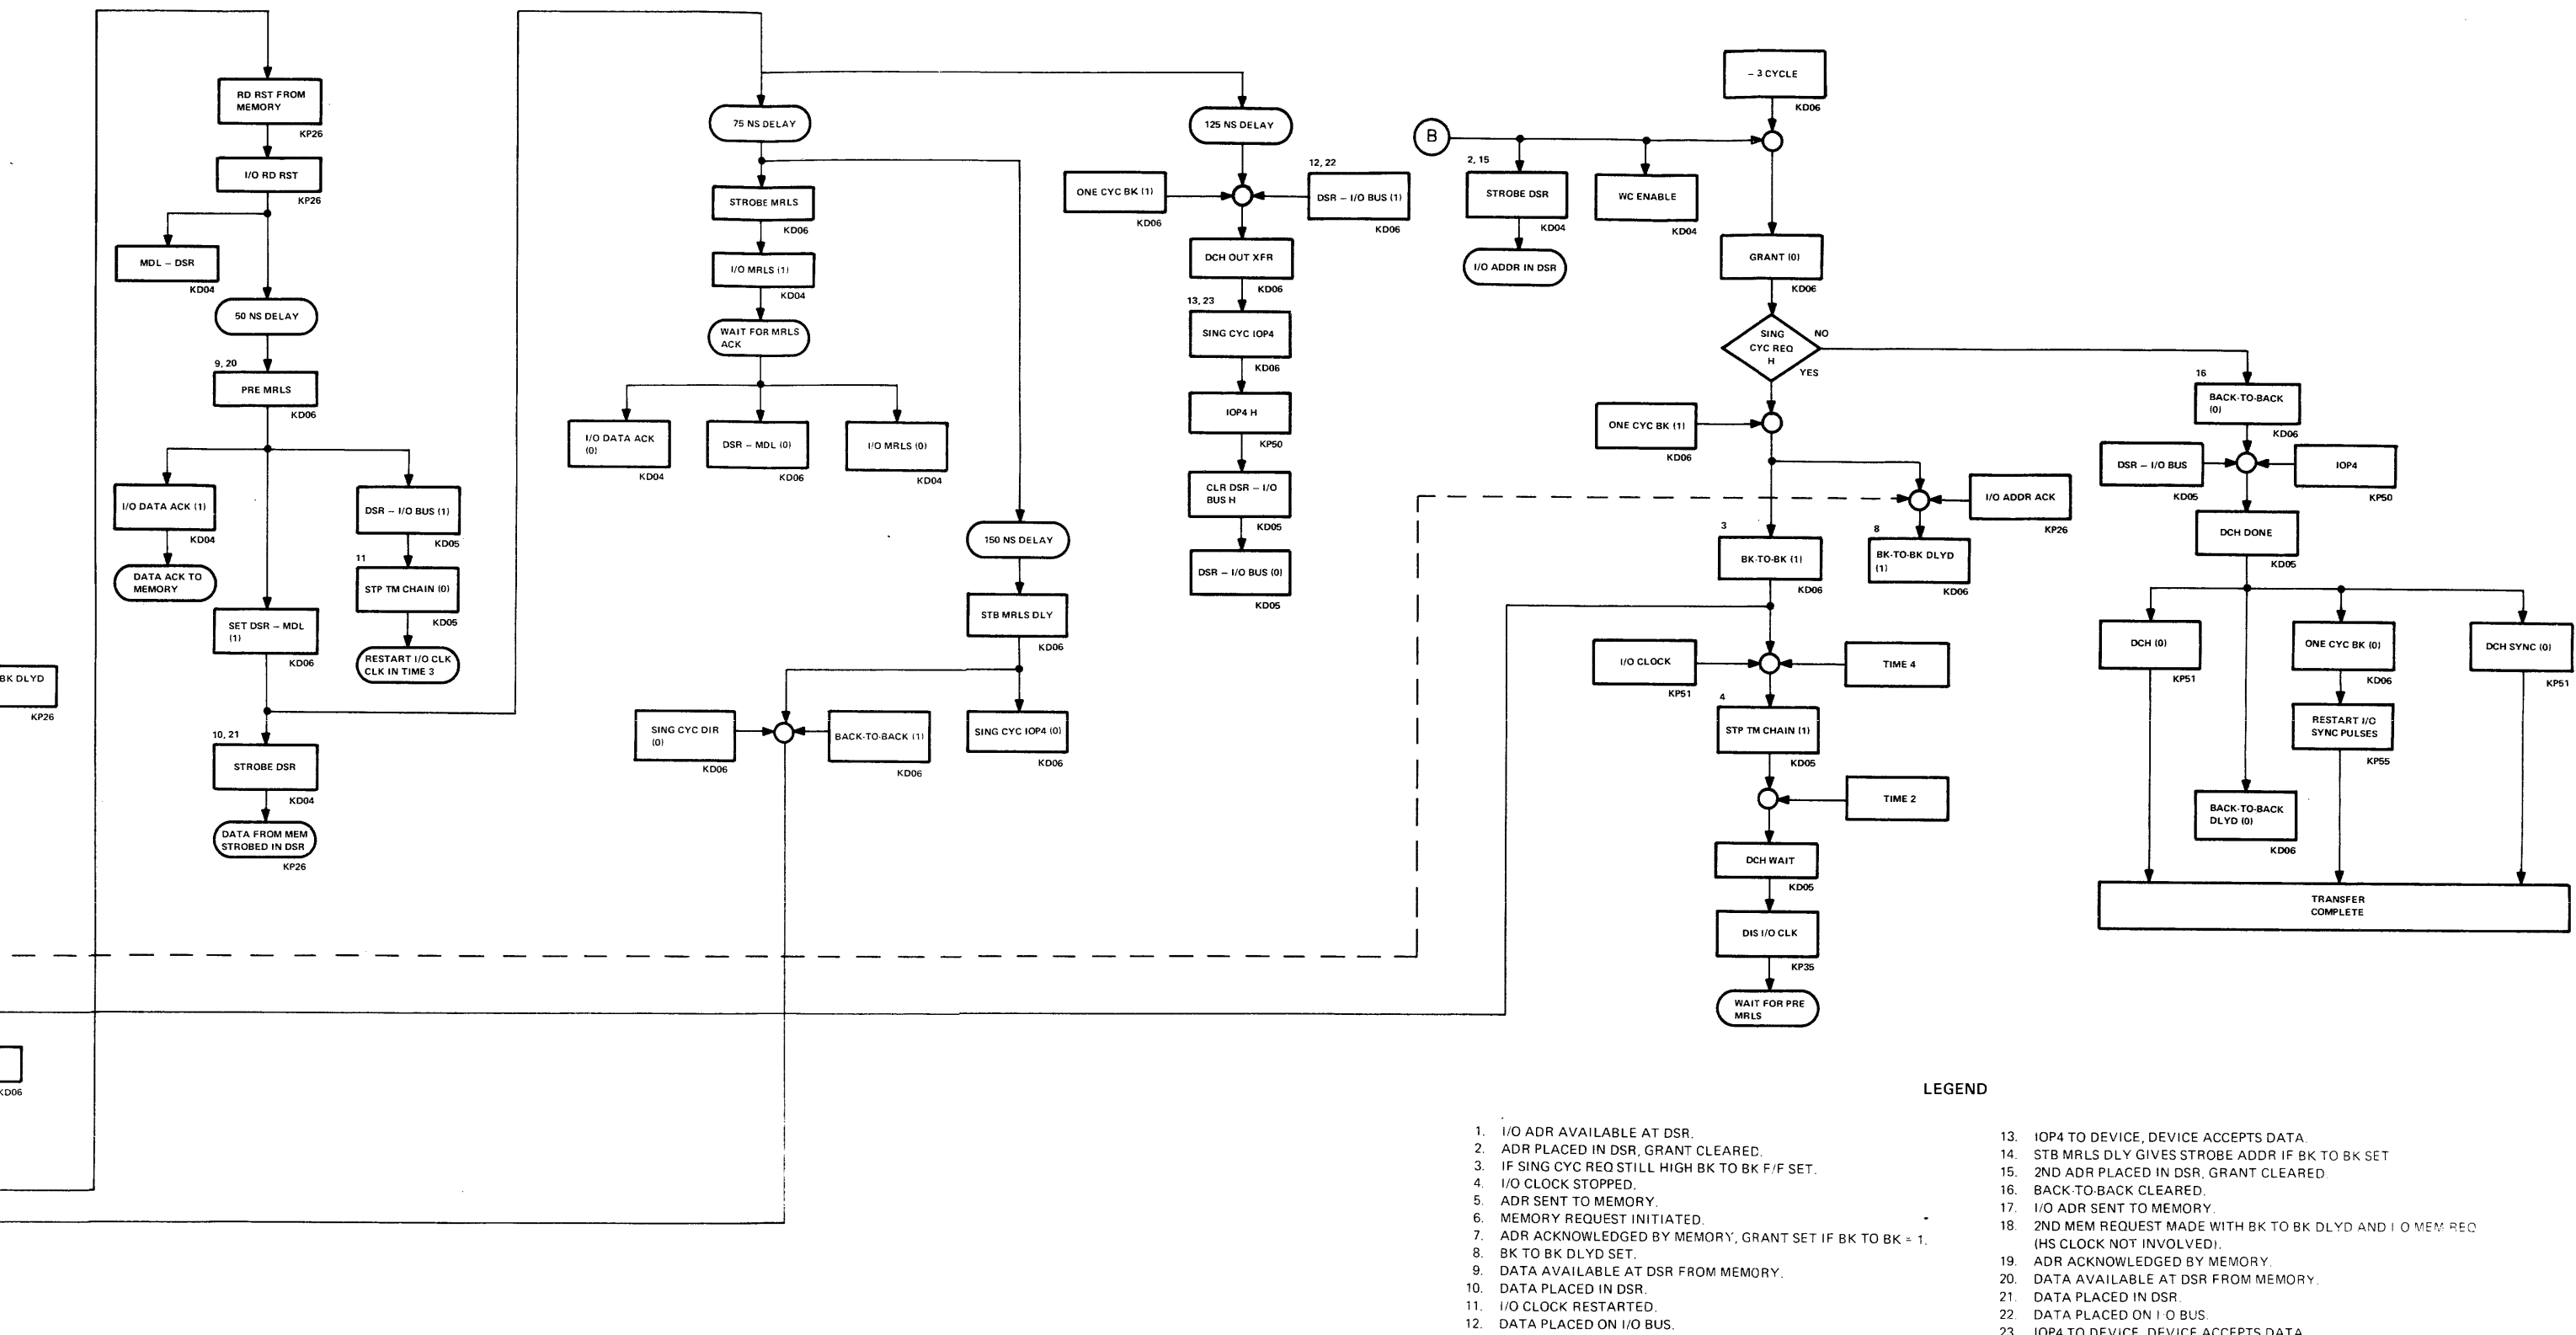 RD RST FROM
MEMORY
KP26
I/O RD RST
KP26
MDL – DSR
KD04
50 NS DELAY
9, 20
PRE MRLS
KD06
I/O DATA ACK (1)
KD04
DATA ACK TO
MEMORY
DSR – I/O BUS (1)
KD05
11
STP TM CHAIN (0)
KD05
RESTART I/O CLK
CLK IN TIME 3
SET DSR – MDL
(1)
KD06
10, 21
STROBE DSR
KD04
DATA FROM MEM
STROBED IN DSR
KP26
BK DLYD
KP26
KD06
75 NS DELAY
STROBE MRLS
KD06
I/O MRLS (1)
KD04
WAIT FOR MRLS
ACK
I/O DATA ACK
(0)
KD04
DSR – MDL (0)
KD06
I/O MRLS (0)
KD04
150 NS DELAY
STB MRLS DLY
KD06
SING CYC DIR
(0)
KD06
BACK-TO-BACK (1)
KD06
SING CYC IOP4 (0)
KD06
125 NS DELAY
ONE CYC BK (1)
KD06
12, 22
DSR – I/O BUS (1)
KD06
DCH OUT XFR
KD06
13, 23
SING CYC IOP4
KD06
IOP4 H
KP50
CLR DSR – I/O
BUS H
KD05
DSR – I/O BUS (0)
KD05
– 3 CYCLE
KD06
B
2, 15
STROBE DSR
KD04
I/O ADDR IN DSR
WC ENABLE
KD04
GRANT (0)
KD06
SING
CYC REQ
H
NO
YES
ONE CYC BK (1)
KD06
I/O ADDR ACK
KP26
3
BK-TO-BK (1)
KD06
8
BK-TO-BK DLYD
(1)
KD06
I/O CLOCK
KP51
TIME 4
4
STP TM CHAIN (1)
KD05
TIME 2
DCH WAIT
KD05
DIS I/O CLK
KP35
WAIT FOR PRE
MRLS
16
BACK-TO-BACK
(0)
KD06
DSR – I/O BUS
KD05
IOP4
KP50
DCH DONE
KD05
DCH (0)
KP51
ONE CYC BK (0)
KD06
DCH SYNC (0)
KP51
RESTART I/O
SYNC PULSES
KP55
BACK-TO-BACK
DLYD (0)
KD06
TRANSFER
COMPLETE
LEGEND
1. I/O ADR AVAILABLE AT DSR.
2. ADR PLACED IN DSR, GRANT CLEARED.
3. IF SING CYC REQ STILL HIGH BK TO BK F/F SET.
4. I/O CLOCK STOPPED.
5. ADR SENT TO MEMORY.
6. MEMORY REQUEST INITIATED.
7. ADR ACKNOWLEDGED BY MEMORY, GRANT SET IF BK TO BK = 1.
8. BK TO BK DLYD SET.
9. DATA AVAILABLE AT DSR FROM MEMORY.
10. DATA PLACED IN DSR.
11. I/O CLOCK RESTARTED.
12. DATA PLACED ON I/O BUS.
13. IOP4 TO DEVICE, DEVICE ACCEPTS DATA.
14. STB MRLS DLY GIVES STROBE ADDR IF BK TO BK SET
15. 2ND ADR PLACED IN DSR, GRANT CLEARED.
16. BACK-TO-BACK CLEARED.
17. I/O ADR SENT TO MEMORY.
18. 2ND MEM REQUEST MADE WITH BK TO BK DLYD AND I O MEM REQ
(HS CLOCK NOT INVOLVED).
19. ADR ACKNOWLEDGED BY MEMORY.
20. DATA AVAILABLE AT DSR FROM MEMORY.
21. DATA PLACED IN DSR.
22. DATA PLACED ON I O BUS.
23. IOP4 TO DEVICE, DEVICE ACCEPTS DATA